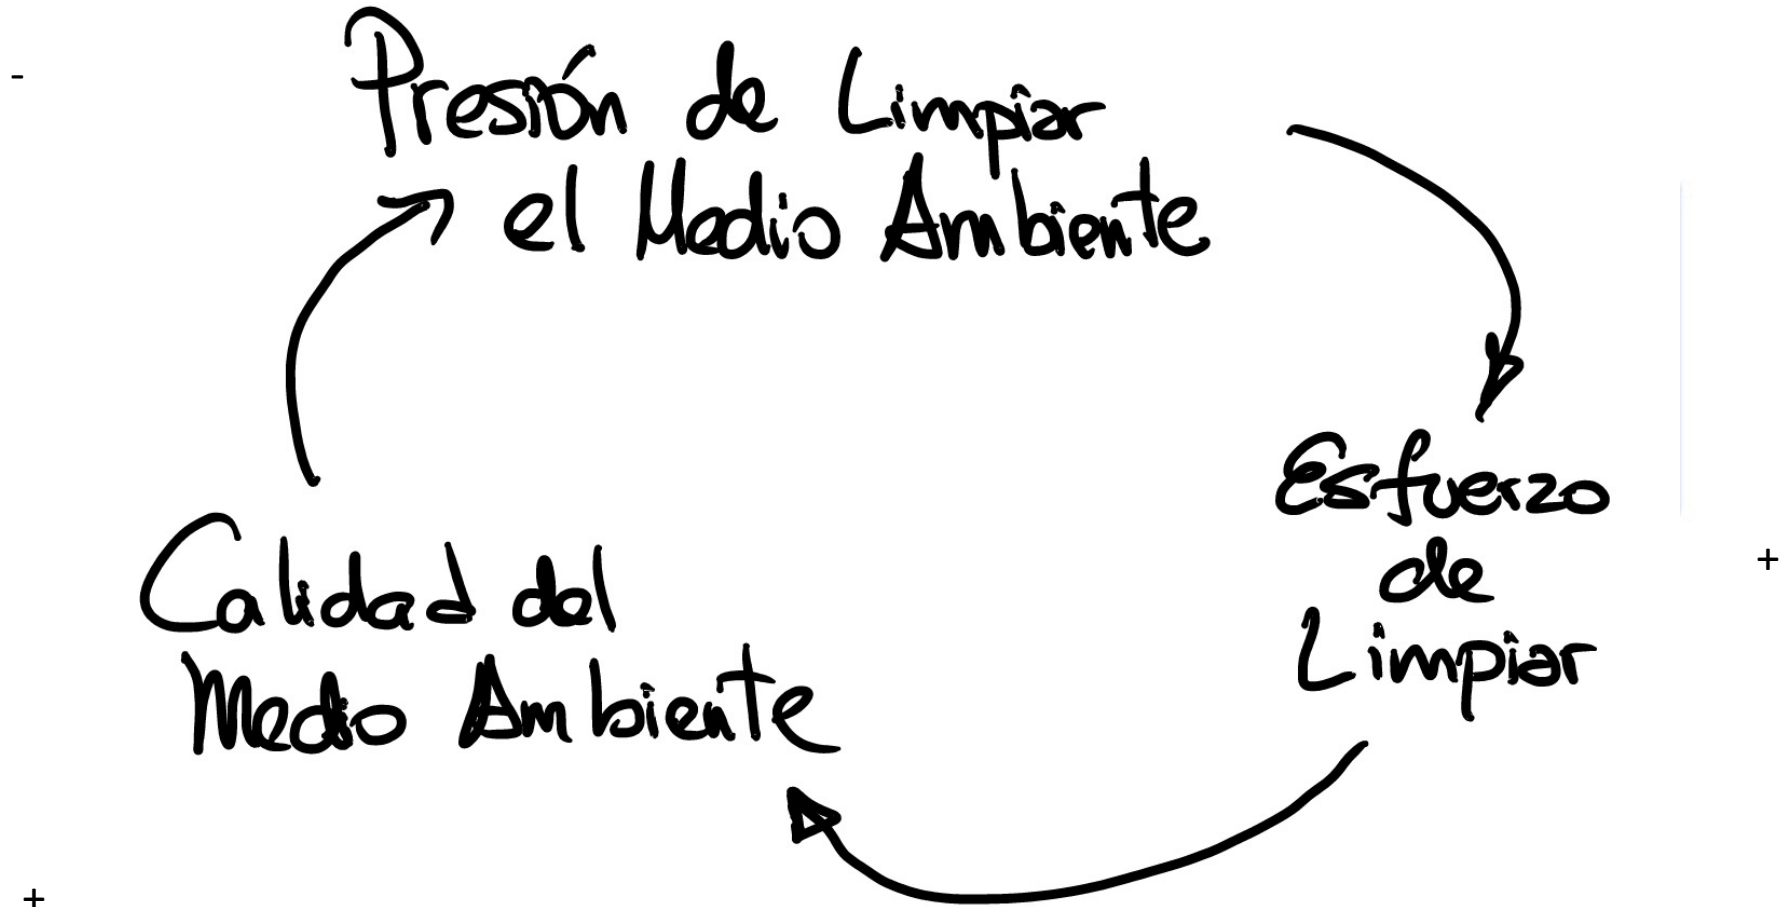 -
Presión de Limpiar
el Medio Ambiente
Esfuerzo
de
Limpiar
+
Calidad del
Medio Ambiente
+